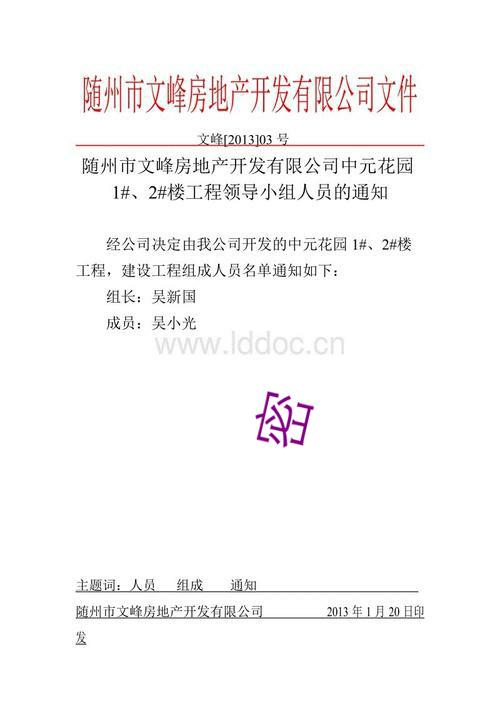 随州市文峰房地产开发有限公司文件
文峰[2013]03 号
随州市文峰房地产开发有限公司中元花园
1#、2#楼工程领导小组人员的通知
经公司决定由我公司开发的中元花园 1#、2#楼
工程，建设工程组成人员名单通知如下：
组长：吴新国
成员：吴小光
www.lddoc.cn
主题词：人员 组成 通知
随州市文峰房地产开发有限公司 2013 年 1 月 20 日印
发